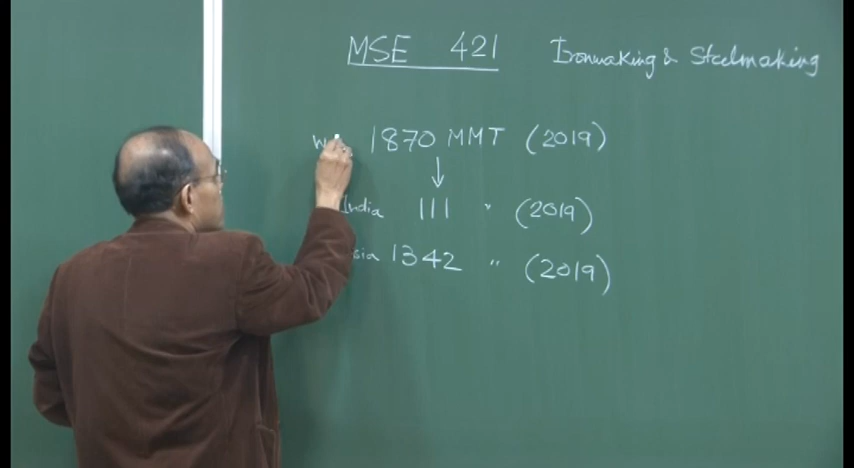 MSE 421 Ironmaking & Steelmaking
1870 MMT (2019)
India 111 " (2019)
1342 " (2019)